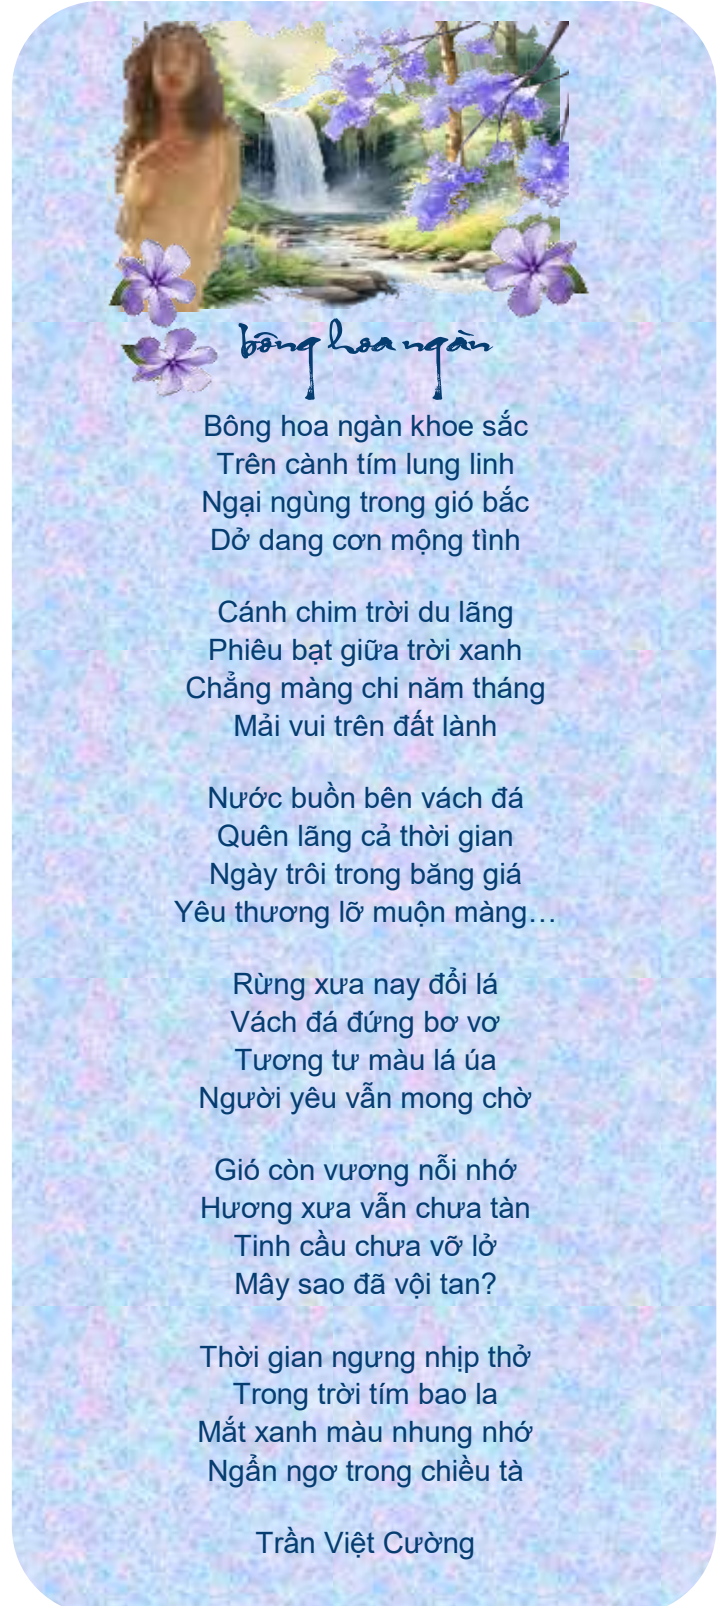 bông hoa ngàn
Bông hoa ngàn khoe sắc
Trên cành tím lung linh
Ngại ngùng trong gió bắc
Dở dang cơn mộng tình
Cánh chim trời du lãng
Phiêu bạt giữa trời xanh
Chẳng màng chi năm tháng
Mải vui trên đất lành
Nước buồn bên vách đá
Quên lãng cả thời gian
Ngày trôi trong băng giá
Yêu thương lỡ muộn màng…
Rừng xưa nay đổi lá
Vách đá đứng bơ vơ
Tương tư màu lá úa
Người yêu vẫn mong chờ
Gió còn vương nỗi nhớ
Hương xưa vẫn chưa tàn
Tinh cầu chưa vỡ lở
Mây sao đã vội tan?
Thời gian ngưng nhịp thở
Trong trời tím bao la
Mắt xanh màu nhung nhớ
Ngẩn ngơ trong chiều tà
Trần Việt Cường